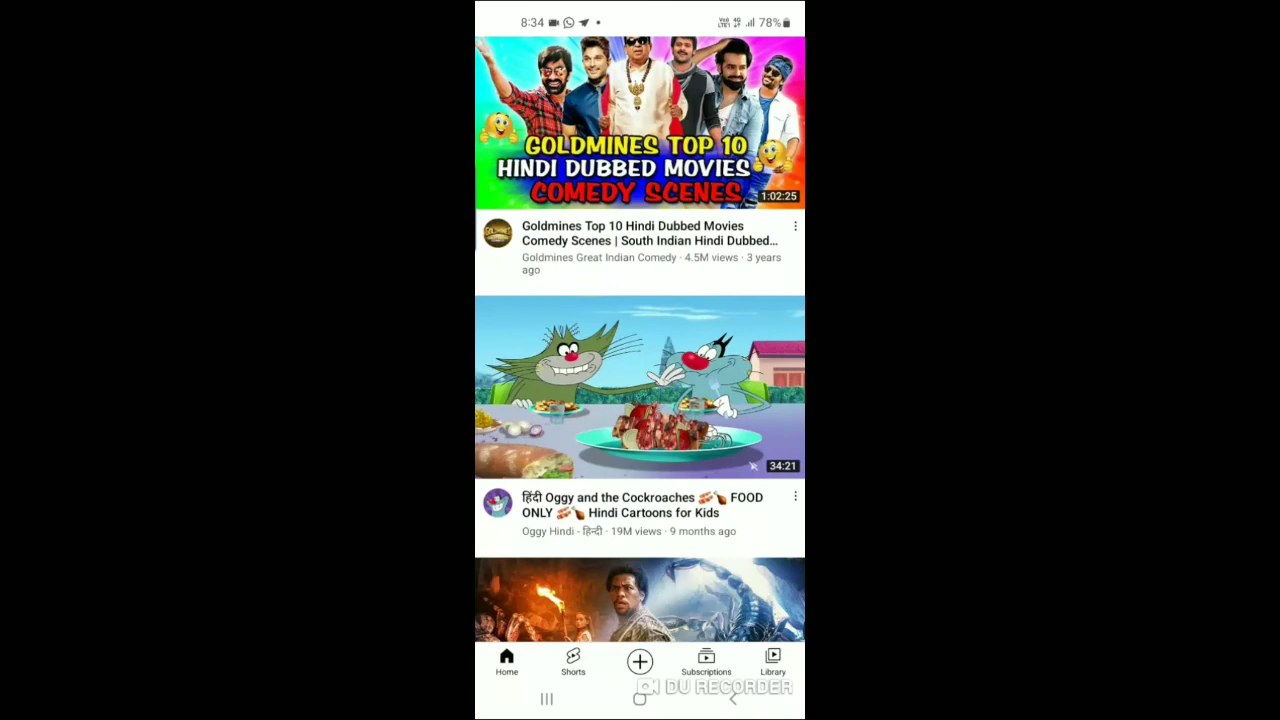 8:34
Vo) 4G
LTE1
78%
GOLDMINES TOP 10
HINDI DUBBED MOVIES
COMEDY SCENES
1:02:25
Goldmines Top 10 Hindi Dubbed Movies
Comedy Scenes | South Indian Hindi Dubbed...
Goldmines Great Indian Comedy · 4.5M views · 3 years
ago
34:21
हिंदी Oggy and the Cockroaches 🍖🍗 FOOD
ONLY 🍖🍗 Hindi Cartoons for Kids
Oggy Hindi - हिन्दी · 19M views · 9 months ago
Home
Shorts
Subscriptions
Library
DU RECORDER